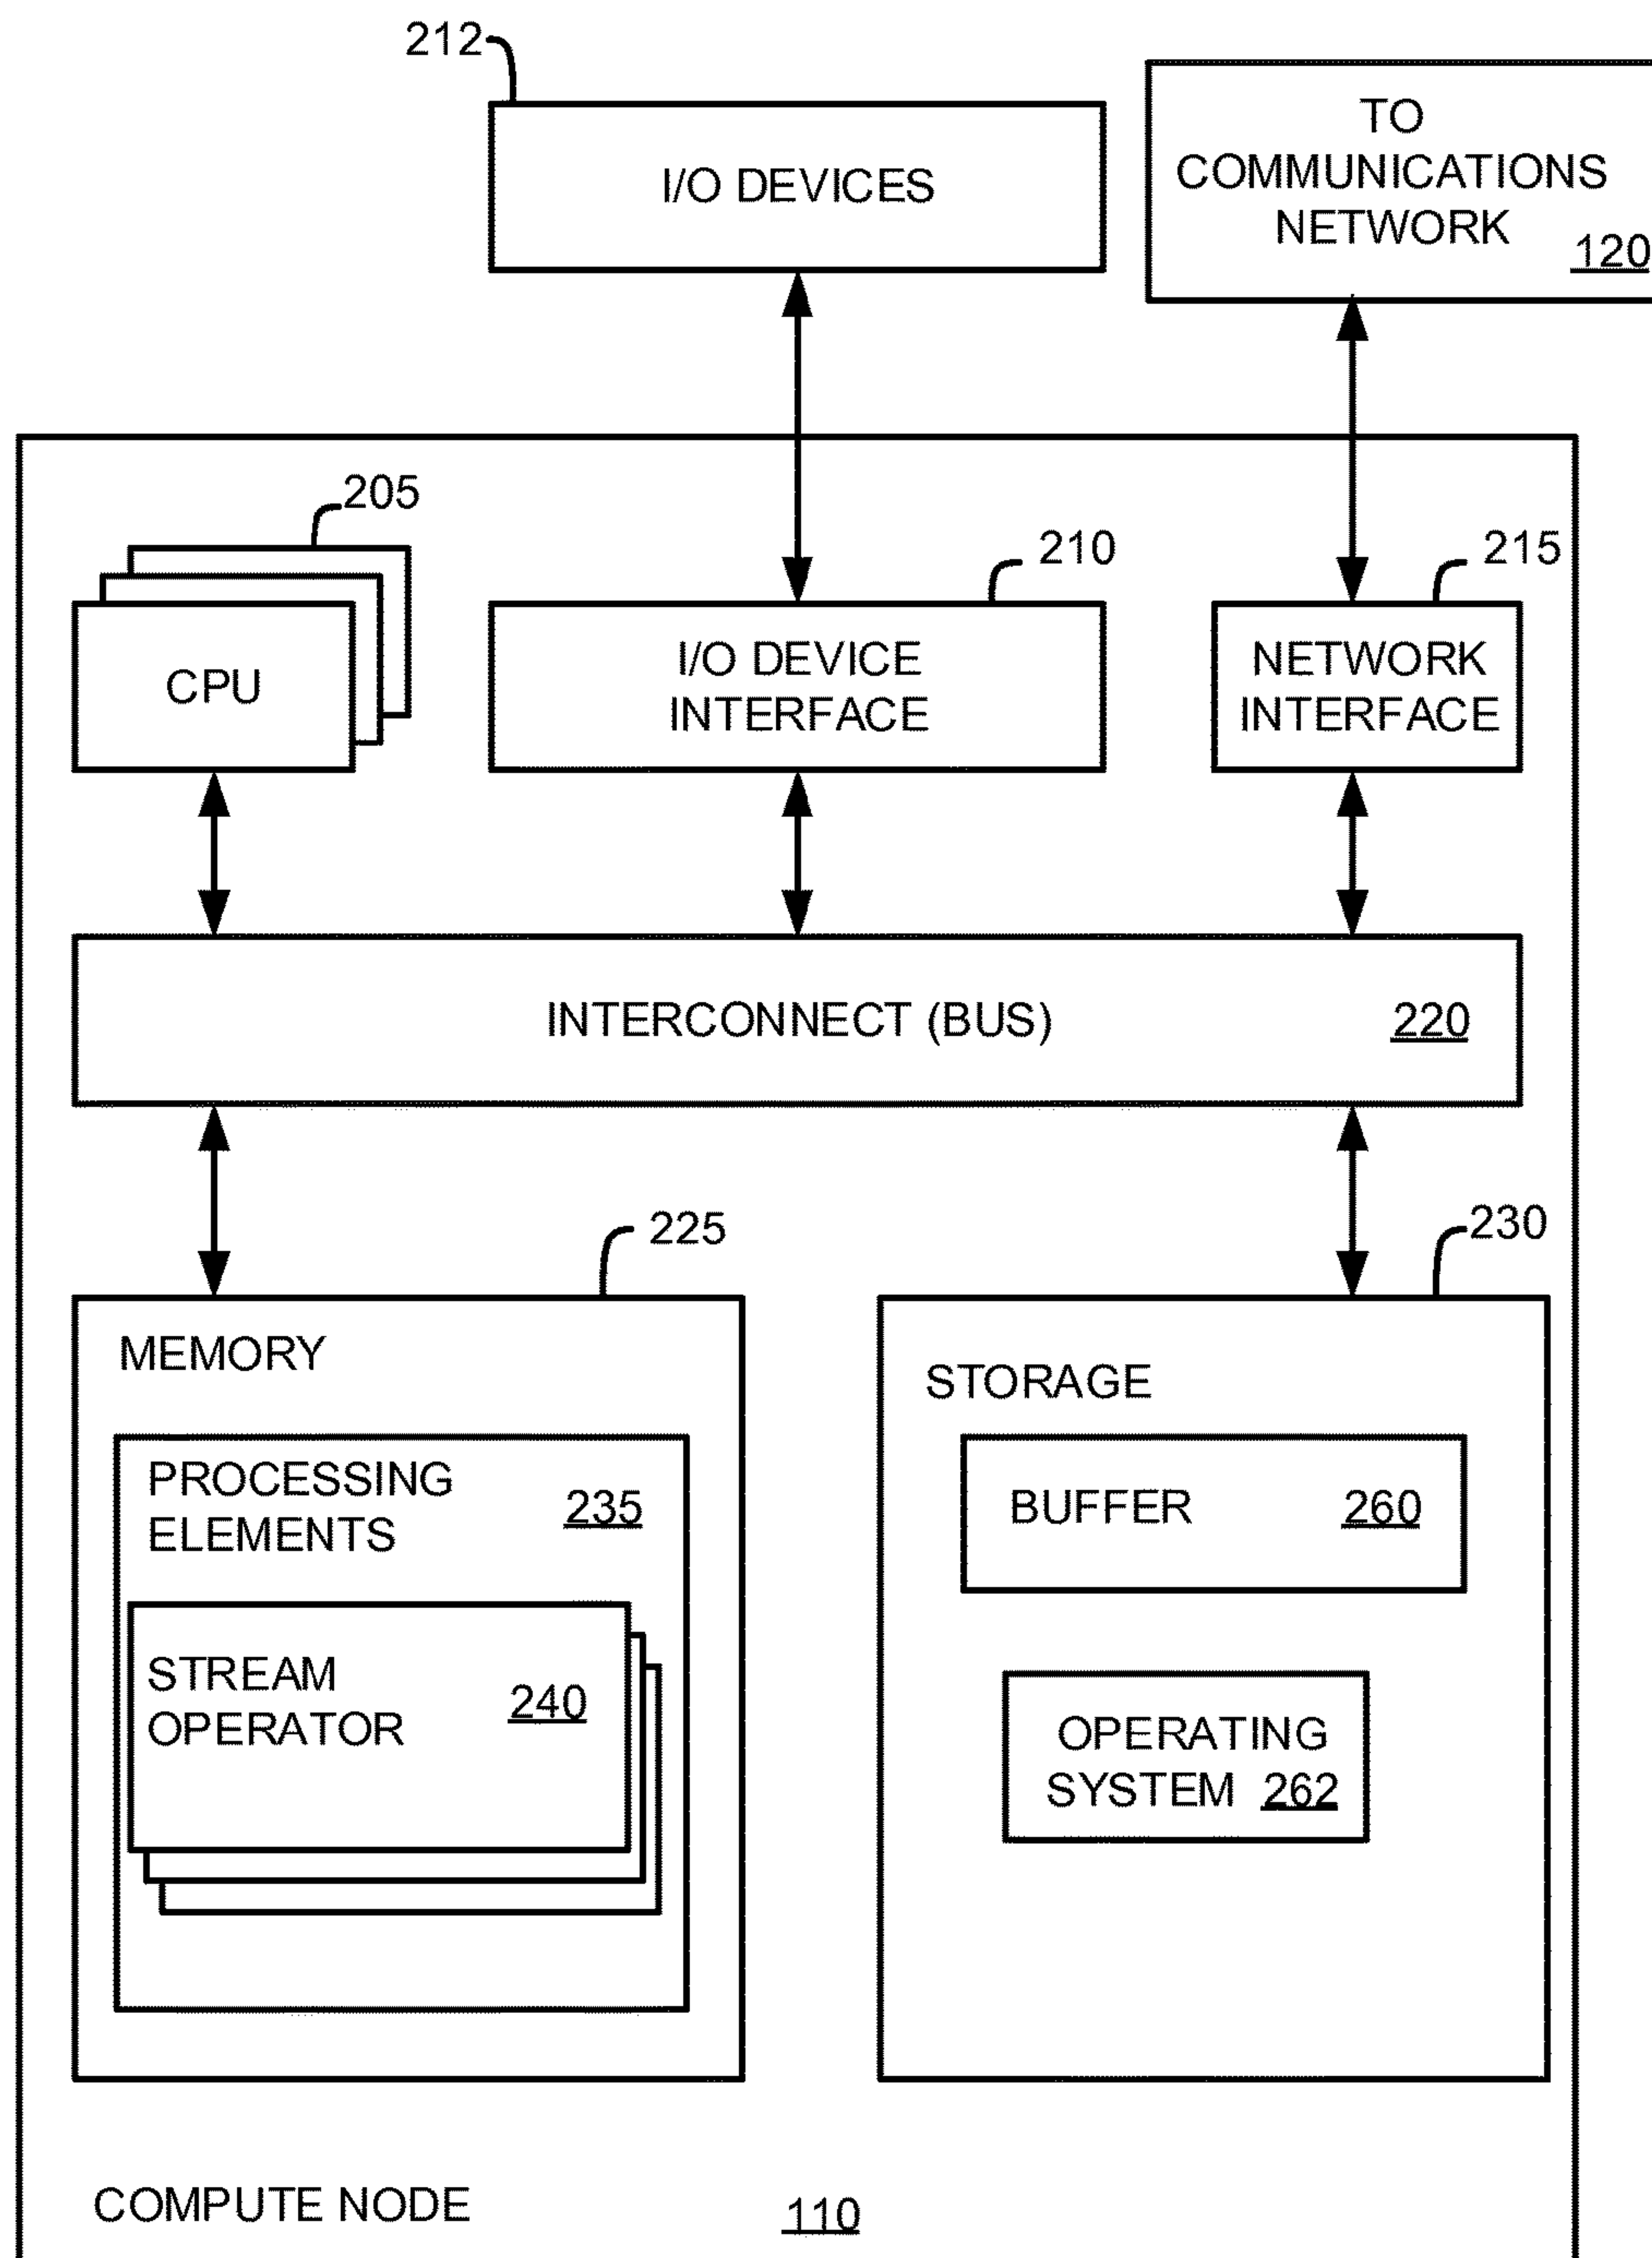 212
I/O DEVICES
TO
COMMUNICATIONS
NETWORK
120
205
210
215
CPU
I/O DEVICE
INTERFACE
NETWORK
INTERFACE
INTERCONNECT (BUS)
220
225
230
MEMORY
STORAGE
PROCESSING
ELEMENTS
235
BUFFER
260
STREAM
OPERATOR
240
OPERATING
SYSTEM 262
COMPUTE NODE
110